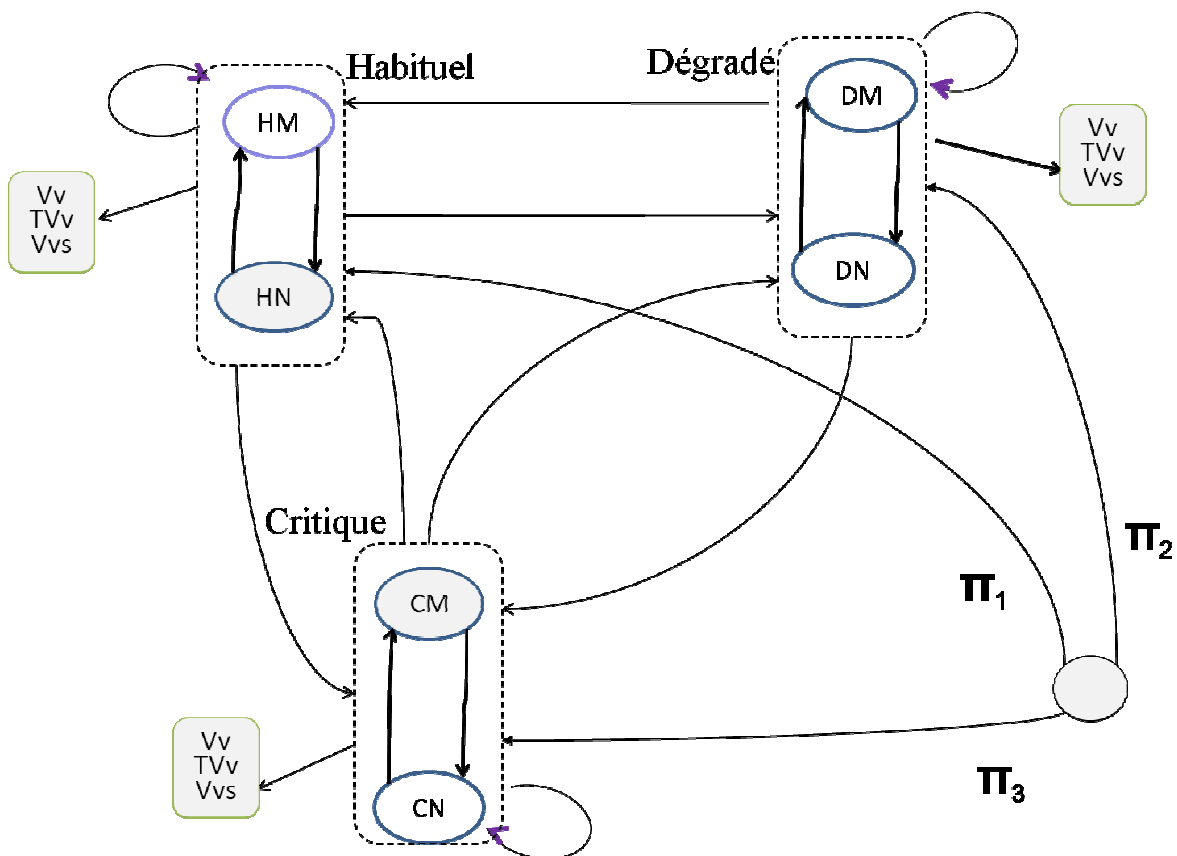 Habituel
Dégradé
HM
DM
Vv
TVv
Vvs
Vv
TVv
Vvs
HN
DN
Critique
CM
π1
π2
Vv
TVv
Vvs
CN
π3